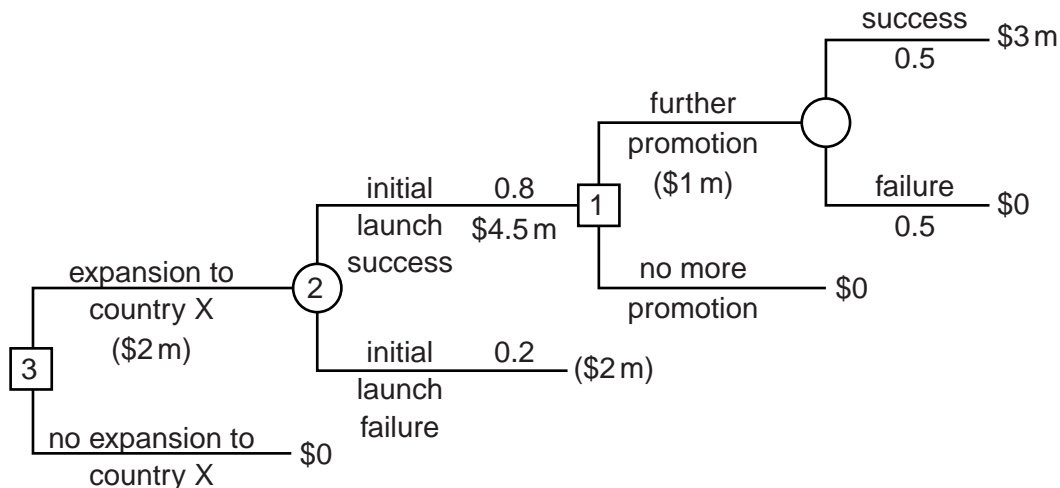 success
$3 m
0.5
further
promotion
($1 m)
failure
$0
0.5
initial 0.8
launch $4.5 m
success
1
no more
promotion
$0
expansion to
country X
($2 m)
2
initial 0.2
launch
failure
($2 m)
3
no expansion to
country X
$0